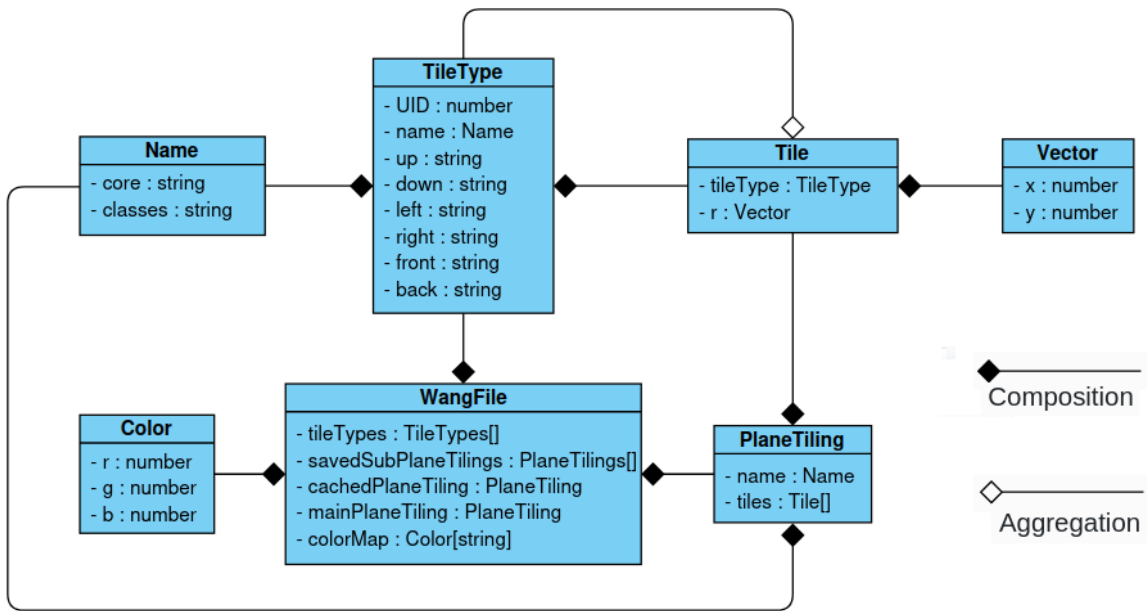 TileType
- UID : number
- name : Name
- up : string
- down : string
- left : string
- right : string
- front : string
- back : string
Name
- core : string
- classes : string
Tile
- tileType : TileType
- r : Vector
Vector
- x : number
- y : number
Color
- r : number
- g : number
- b : number
WangFile
- tileTypes : TileTypes[]
- savedSubPlaneTilings : PlaneTilings[]
- cachedPlaneTiling : PlaneTiling
- mainPlaneTiling : PlaneTiling
- colorMap : Color[string]
PlaneTiling
- name : Name
- tiles : Tile[]
Composition
Aggregation